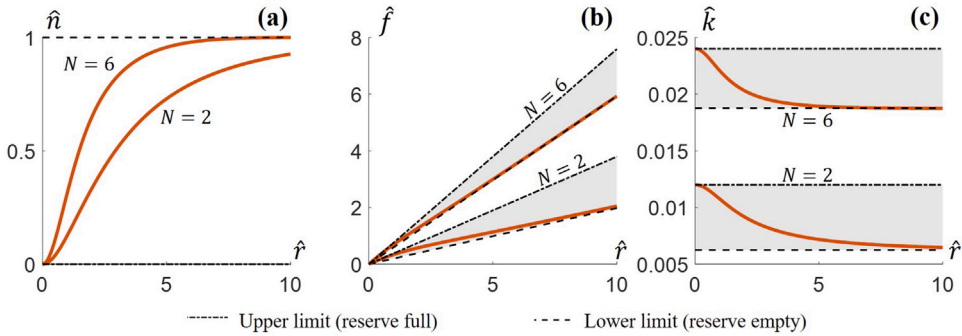 n̂ (a)
1
N = 6
N = 2
0.5
0
r̂
0 5 10
f̂ (b)
8
6
4
2
0
N = 6
N = 2
r̂
0 5 10
k̂ (c)
0.025
0.02
0.015
0.01
0.005
N = 6
N = 2
r̂
0 5 10
Upper limit (reserve full) Lower limit (reserve empty)